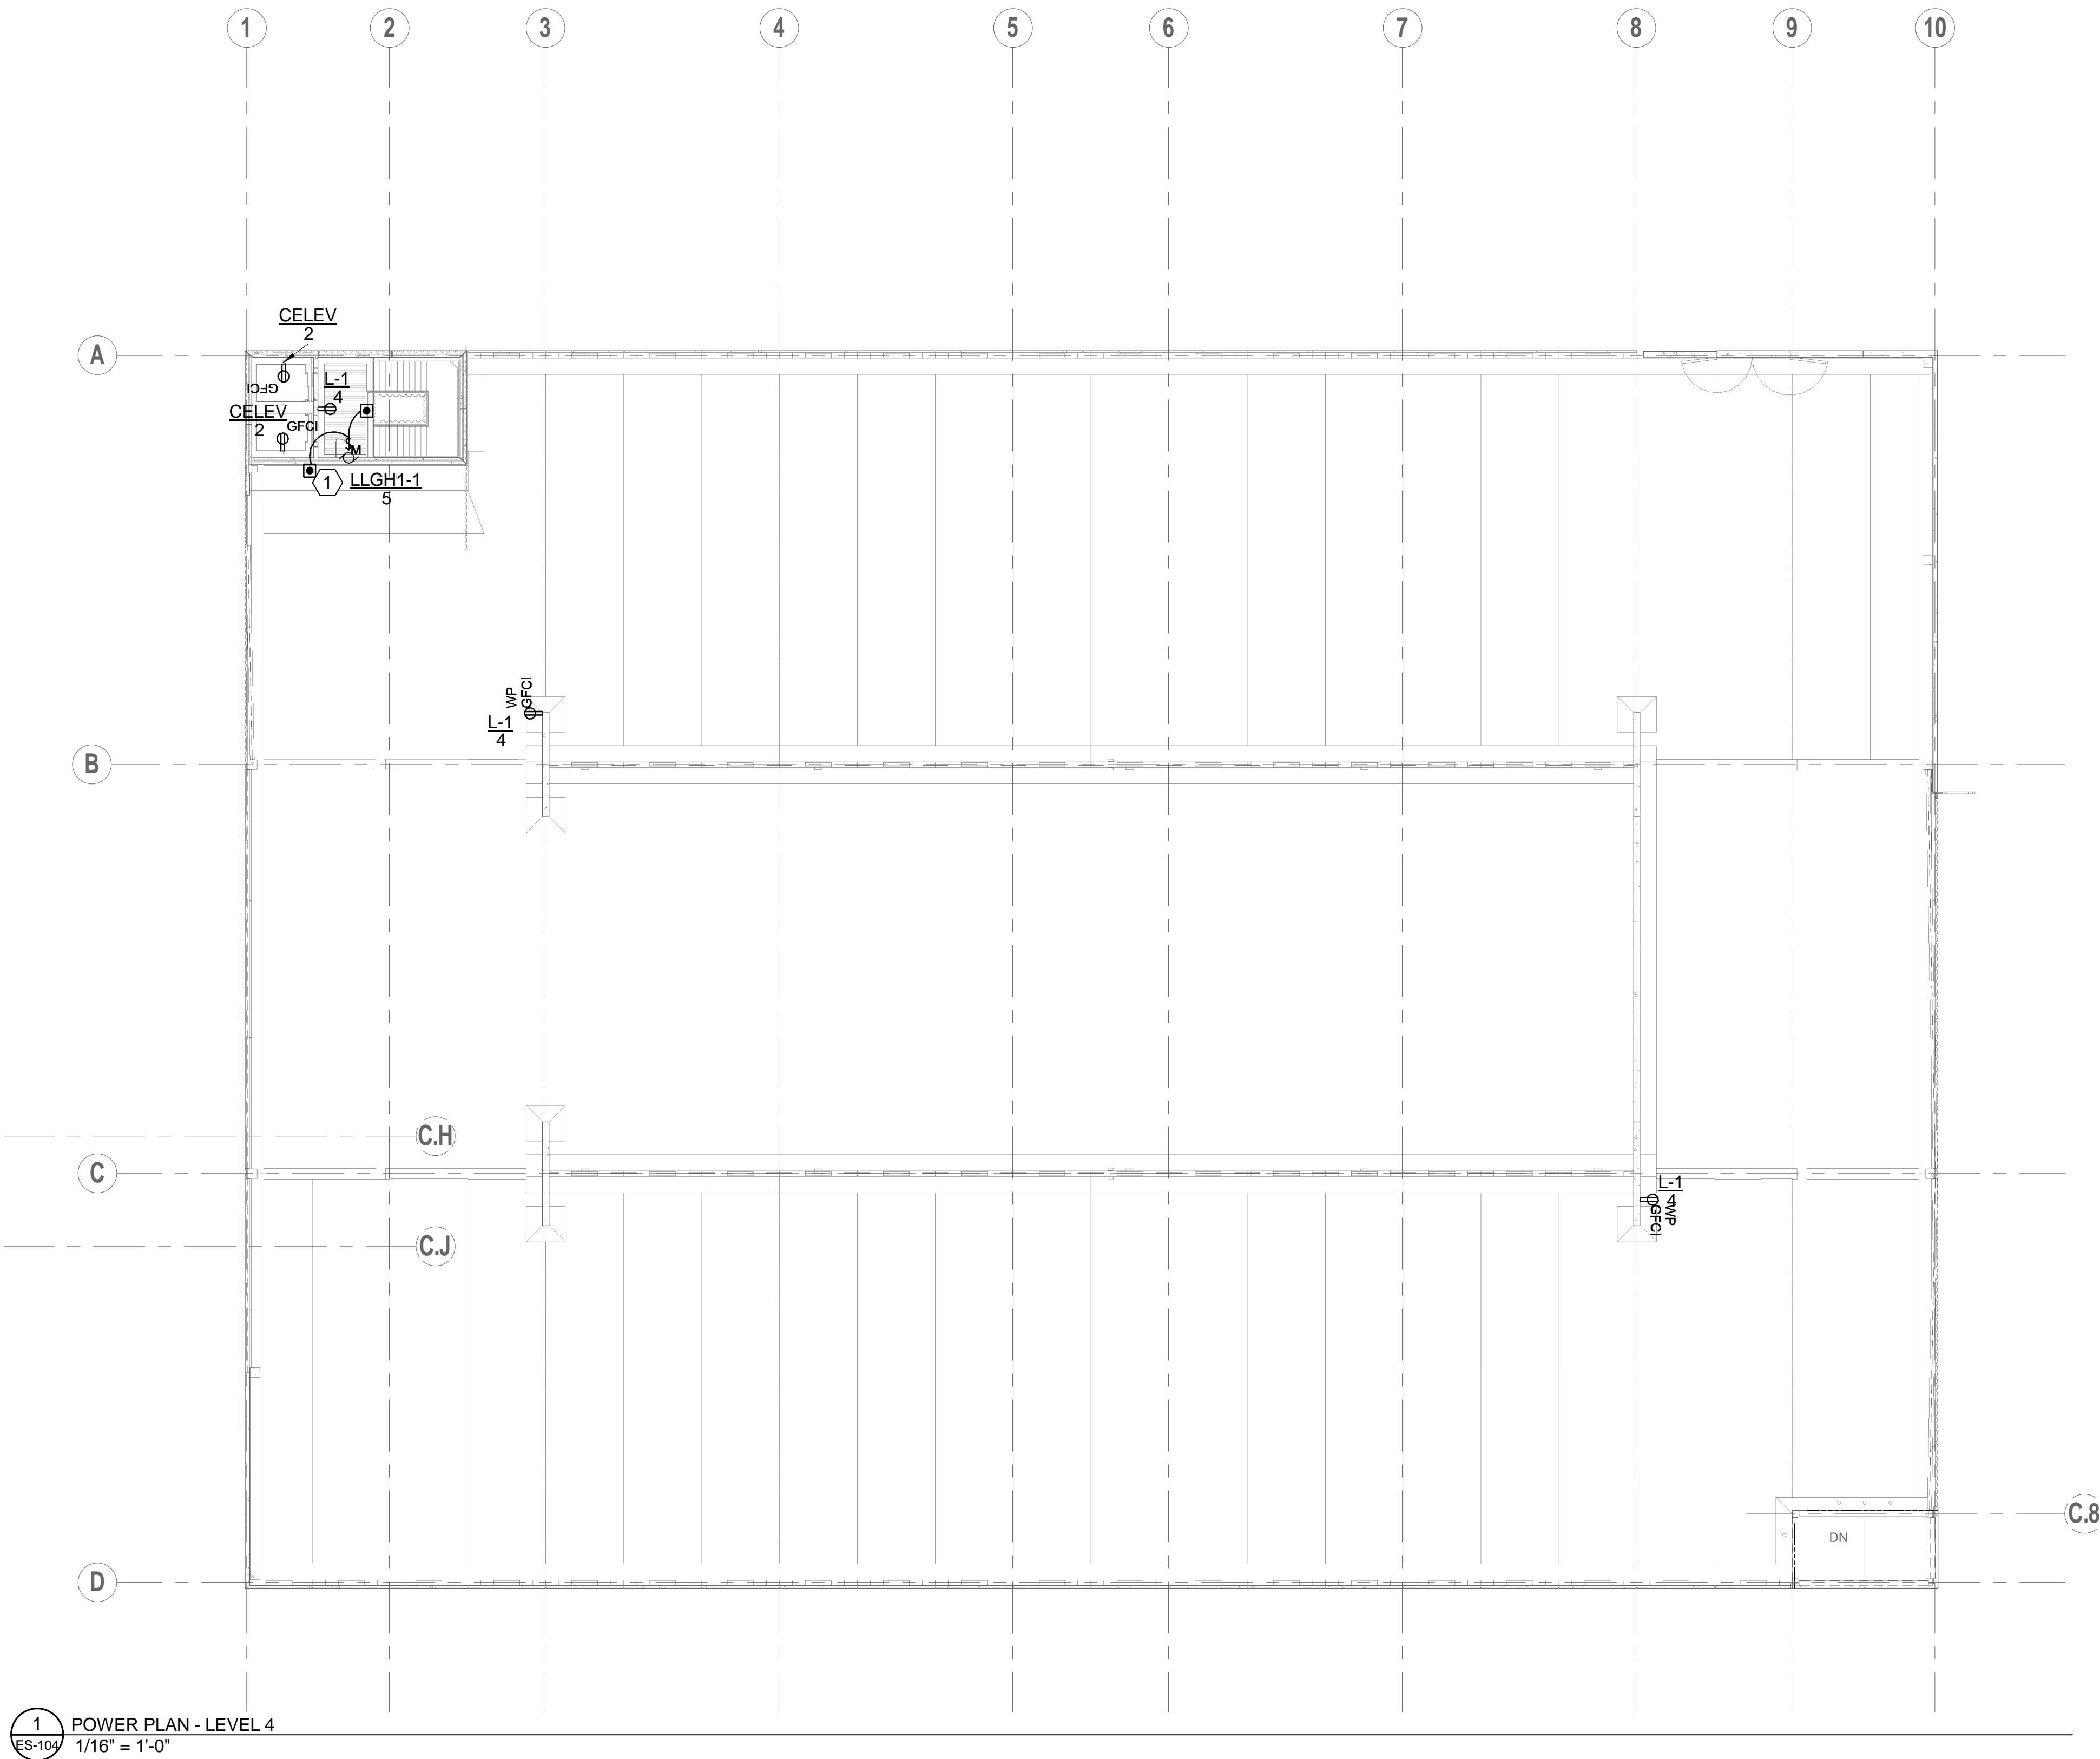 1 2 3 4 5 6 7 8 9 10
CELEV
2
A
GFCI
L-1
4
CELEV
2
GFCI
S
M
1
LLGH1-1
5
WP
GFCI
L-1
4
B
C.H
C
L-1
4
WP
GFCI
C.J
C.8
DN
D
1
ES-104
POWER PLAN - LEVEL 4
1/16" = 1'-0"